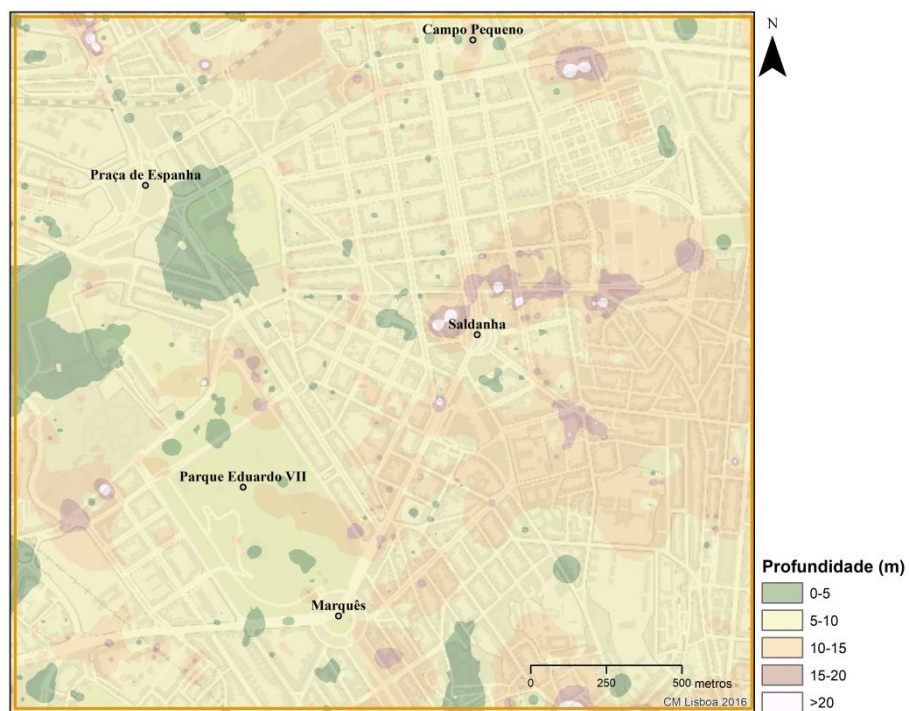 Campo Pequeno
N
Praça de Espanha
Saldanha
Parque Eduardo VII
Marquês
Profundidade (m)
0-5
5-10
10-15
15-20
>20
0 250 500 metros
CM Lisboa 2016